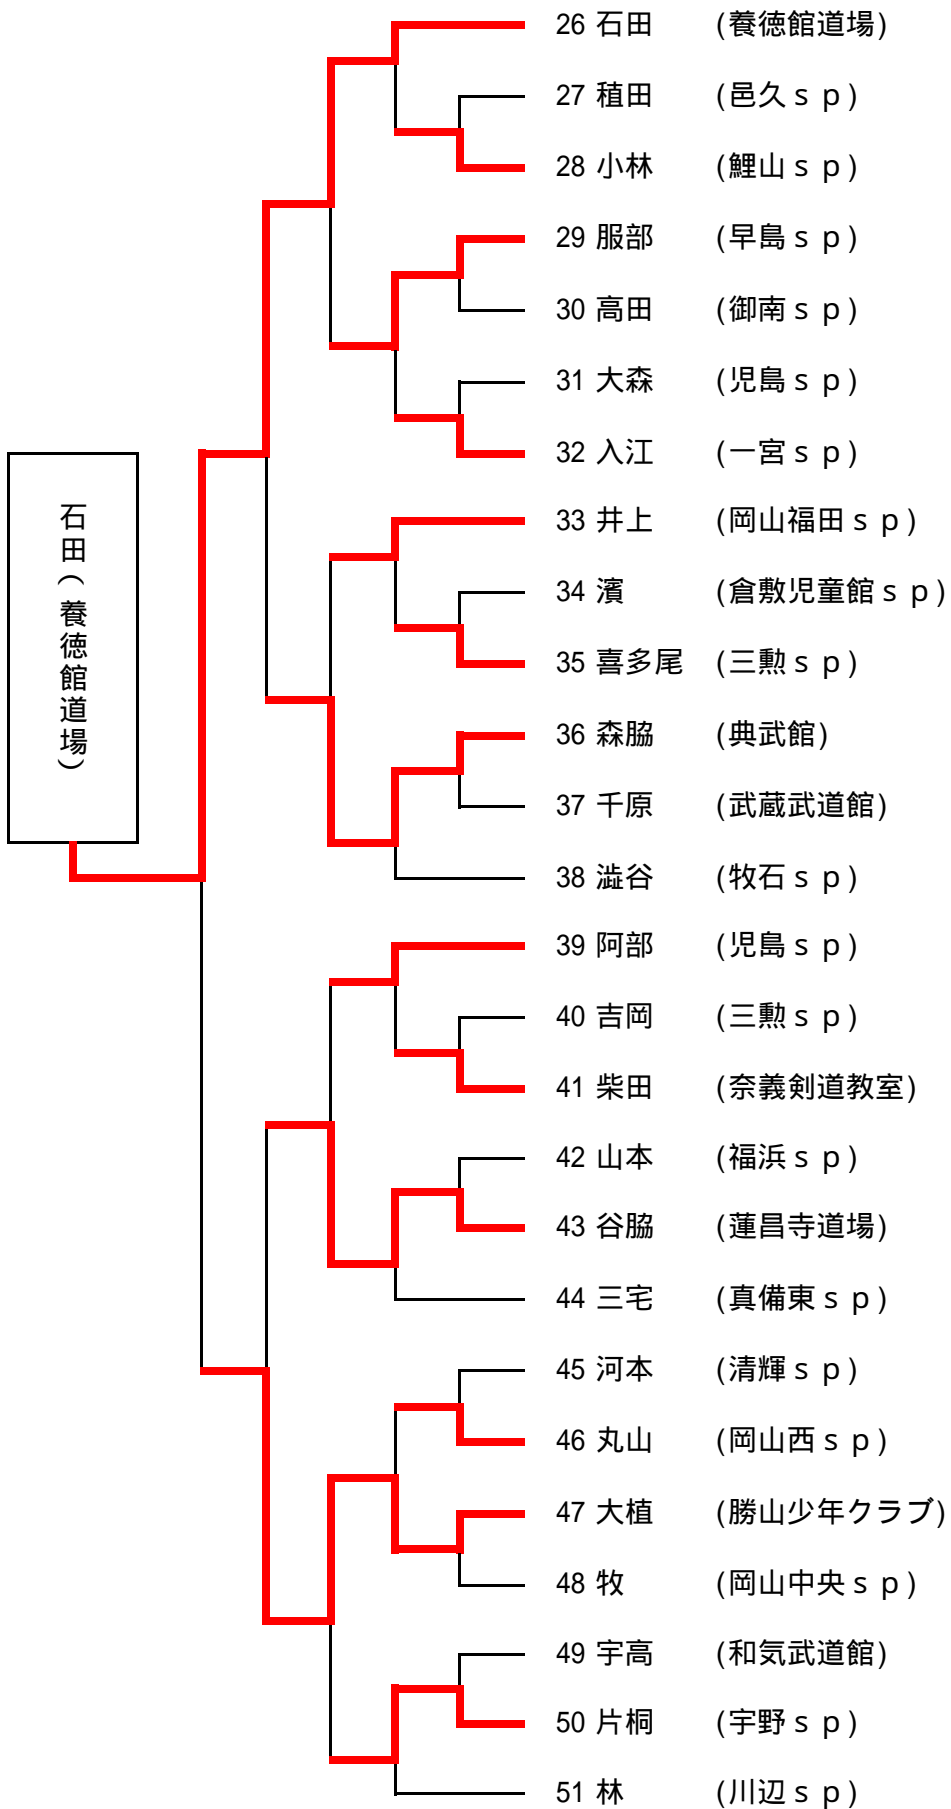 石田(養徳館道場)
26 石田 (養徳館道場)
27 稙田 (邑久ｓｐ)
28 小林 (鯉山ｓｐ)
29 服部 (早島ｓｐ)
30 高田 (御南ｓｐ)
31 大森 (児島ｓｐ)
32 入江 (一宮ｓｐ)
33 井上 (岡山福田ｓｐ)
34 濱 (倉敷児童館ｓｐ)
35 喜多尾 (三勲ｓｐ)
36 森脇 (典武館)
37 千原 (武蔵武道館)
38 澁谷 (牧石ｓｐ)
39 阿部 (児島ｓｐ)
40 吉岡 (三勲ｓｐ)
41 柴田 (奈義剣道教室)
42 山本 (福浜ｓｐ)
43 谷脇 (蓮昌寺道場)
44 三宅 (真備東ｓｐ)
45 河本 (清輝ｓｐ)
46 丸山 (岡山西ｓｐ)
47 大植 (勝山少年クラブ)
48 牧 (岡山中央ｓｐ)
49 宇高 (和気武道館)
50 片桐 (宇野ｓｐ)
51 林 (川辺ｓｐ)